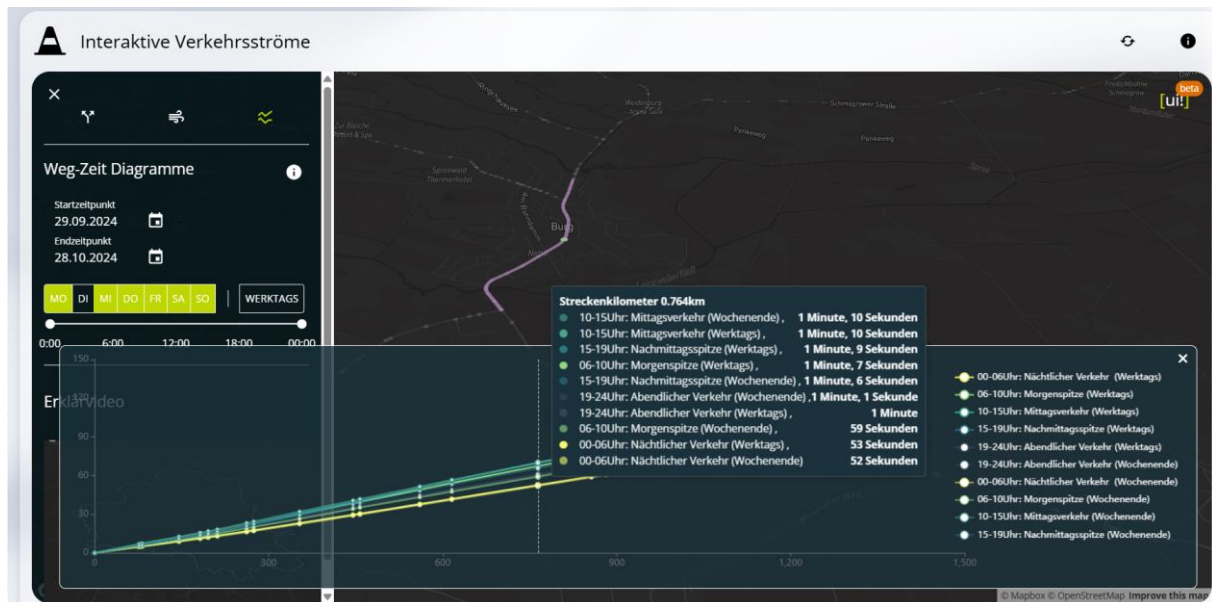 Interaktive Verkehrsströme
beta
[ui!]
Weg-Zeit Diagramme
Startzeitpunkt
29.09.2024
Endzeitpunkt
28.10.2024
MO DI MI DO FR SA SO | WERKTAGS
0:00 6:00 12:00 18:00 00:00
Erklärvideo
Schmogrower Straße
Penkeweg
Penkeweg
Spreewald
Thermenhotel
Am Bahndamm
Burg
Spree
Streckenkilometer 0.764km
10-15Uhr: Mittagsverkehr (Wochenende) , 1 Minute, 10 Sekunden
10-15Uhr: Mittagsverkehr (Werktags) , 1 Minute, 10 Sekunden
15-19Uhr: Nachmittagsspitze (Werktags) , 1 Minute, 9 Sekunden
06-10Uhr: Morgenspitze (Werktags) , 1 Minute, 7 Sekunden
15-19Uhr: Nachmittagsspitze (Wochenende) , 1 Minute, 6 Sekunden
19-24Uhr: Abendlicher Verkehr (Wochenende) , 1 Minute, 1 Sekunde
19-24Uhr: Abendlicher Verkehr (Werktags) , 1 Minute
06-10Uhr: Morgenspitze (Wochenende) , 59 Sekunden
00-06Uhr: Nächtlicher Verkehr (Werktags) , 53 Sekunden
00-06Uhr: Nächtlicher Verkehr (Wochenende) 52 Sekunden
150
120
90
60
30
0
0 300 600 900 1,200 1,500
00-06Uhr: Nächtlicher Verkehr (Werktags)
06-10Uhr: Morgenspitze (Werktags)
10-15Uhr: Mittagsverkehr (Werktags)
15-19Uhr: Nachmittagsspitze (Werktags)
19-24Uhr: Abendlicher Verkehr (Werktags)
19-24Uhr: Abendlicher Verkehr (Wochenende)
00-06Uhr: Nächtlicher Verkehr (Wochenende)
06-10Uhr: Morgenspitze (Wochenende)
10-15Uhr: Mittagsverkehr (Wochenende)
15-19Uhr: Nachmittagsspitze (Wochenende)
© Mapbox © OpenStreetMap Improve this map